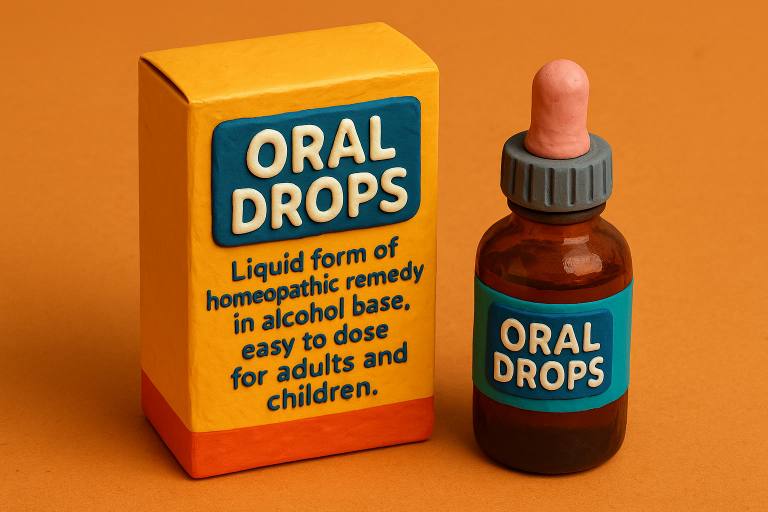 ORAL
DROPS
Liquid form of
homeopathic remedy
in alcohol base,
easy to dose
for adults and
children.
ORAL
DROPS